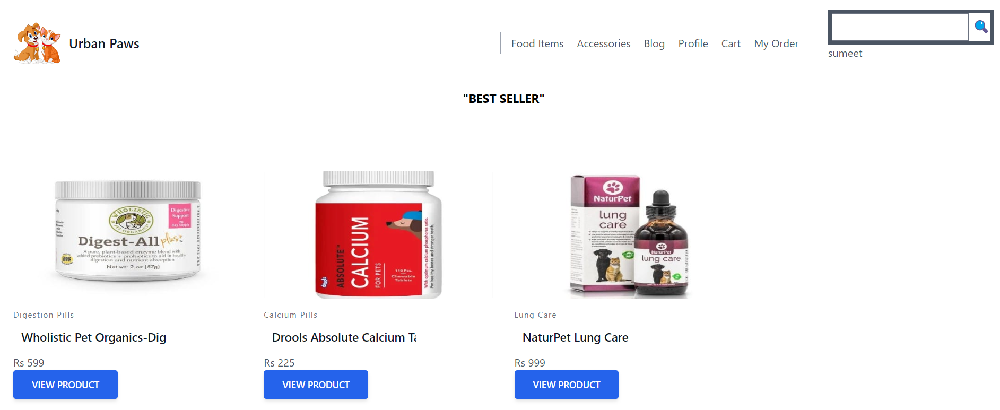 Urban Paws
Food Items Accessories Blog Profile Cart My Order
sumeet
"BEST SELLER"
WHOLISTIC
PET ORGANICS
Digestive
Support
28
day supply
Digest-All plus+™
A pure, plant-based enzyme blend with
added prebiotics + probiotics to aid in healthy
digestion and nutrient absorption
Net wt: 2 oz (57g)
drools
ABSOLUTE™
CALCIUM
FOR PETS
110 Pcs.
Chewable
Tablets
With optimum calcium phosphorus ratio.
For healthy bones and stronger teeth.
NaturPet
lung
care
NaturPet
lung care
Digestion Pills
Wholistic Pet Organics-Dig
Rs 599
VIEW PRODUCT
Calcium Pills
Drools Absolute Calcium Ta
Rs 225
VIEW PRODUCT
Lung Care
NaturPet Lung Care
Rs 999
VIEW PRODUCT